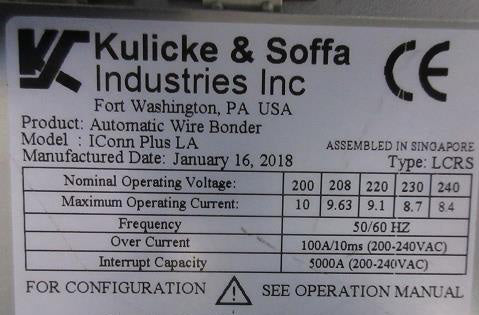 Kulicke & Soffa
Industries Inc
CE
Fort Washington, PA USA
Product: Automatic Wire Bonder
Model : IConn Plus LA
ASSEMBLED IN SINGAPORE
Manufactured Date: January 16, 2018
Type: LCRS
Nominal Operating Voltage: 200 208 220 230 240
Maximum Operating Current: 10 9.63 9.1 8.7 8.4
Frequency 50/60 HZ
Over Current 100A/10ms (200-240VAC)
Interrupt Capacity 5000A (200-240VAC)
FOR CONFIGURATION ! SEE OPERATION MANUAL